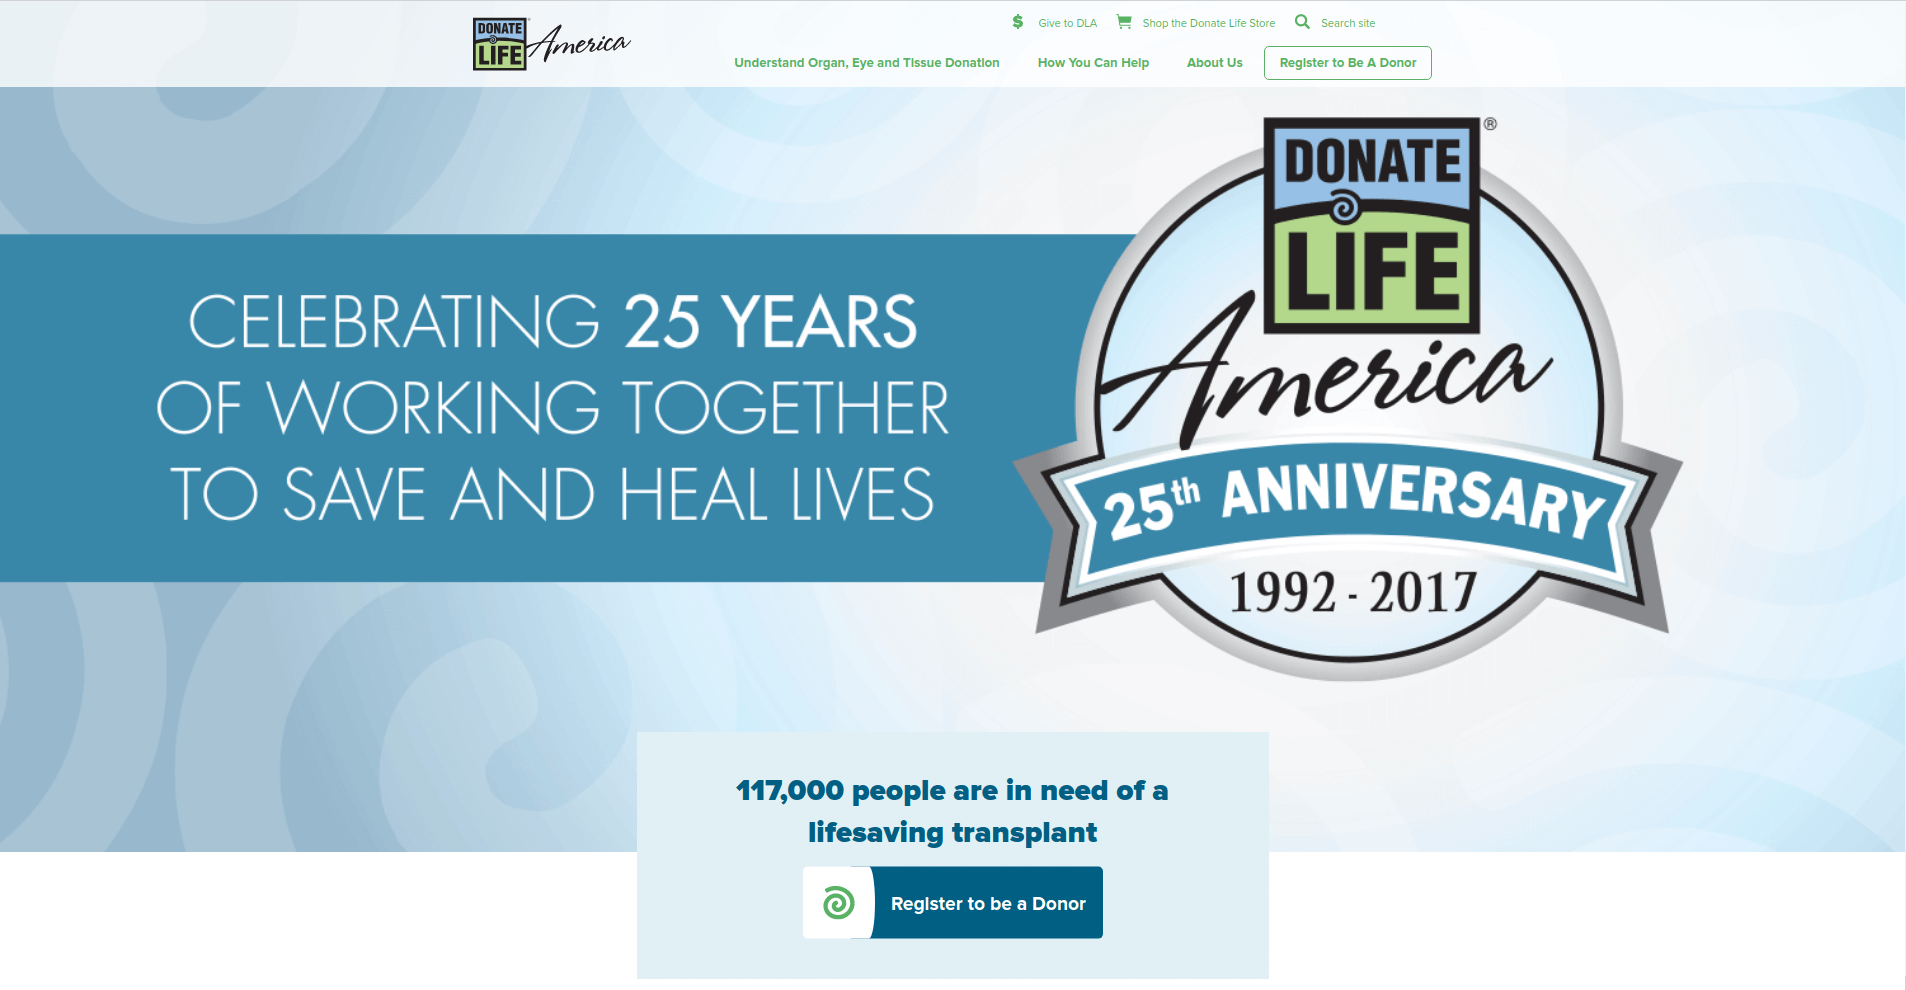 DONATE
LIFE
America
Give to DLA
Shop the Donate Life Store
Search site
Understand Organ, Eye and Tissue Donation
How You Can Help
About Us
Register to Be A Donor
CELEBRATING 25 YEARS
OF WORKING TOGETHER
TO SAVE AND HEAL LIVES
DONATE ®
LIFE
America
25th ANNIVERSARY
1992 - 2017
117,000 people are in need of a
lifesaving transplant
Register to be a Donor